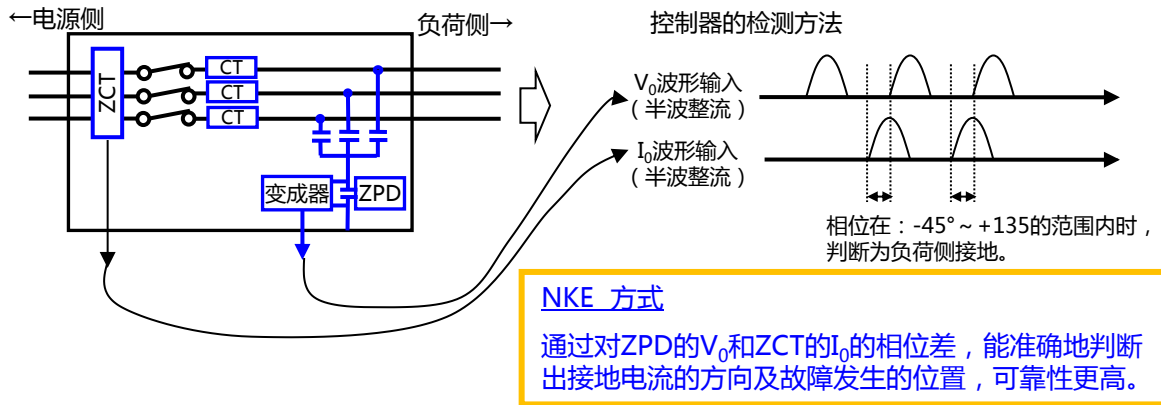 ←电源侧
负荷侧→
控制器的检测方法
ZCT
CT
CT
CT
变成器
ZPD
V₀波形输入
（半波整流）
I₀波形输入
（半波整流）
相位在：-45°～+135的范围内时，
判断为负荷侧接地。
NKE 方式
通过对ZPD的V₀和ZCT的I₀的相位差，能准确地判断
出接地电流的方向及故障发生的位置，可靠性更高。